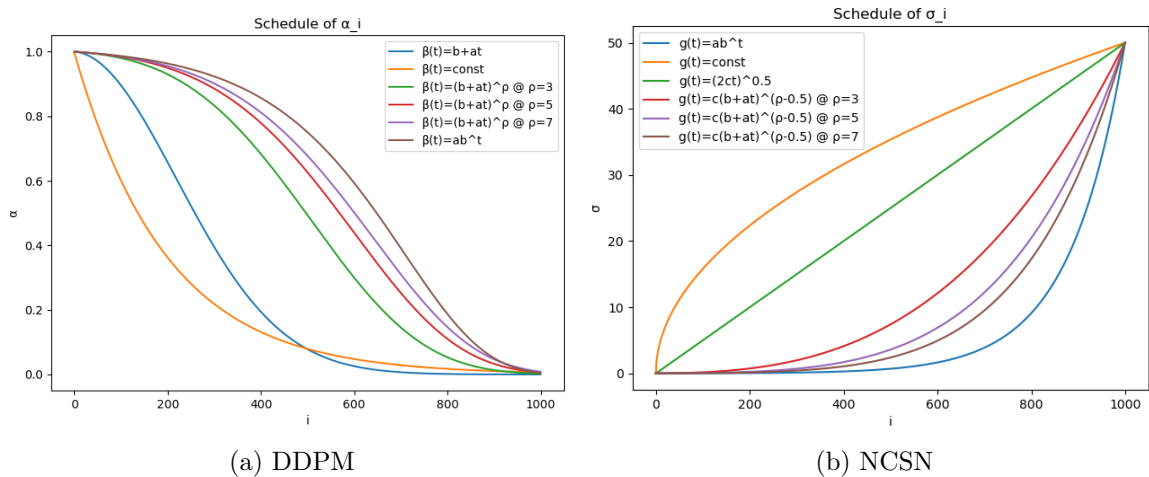 Schedule of α_i
1.0
0.8
0.6
0.4
0.2
0.0
α
0
200
400
600
800
1000
i
β(t)=b+at
β(t)=const
β(t)=(b+at)^ρ @ ρ=3
β(t)=(b+at)^ρ @ ρ=5
β(t)=(b+at)^ρ @ ρ=7
β(t)=ab^t
(a) DDPM
Schedule of σ_i
50
40
30
20
10
0
σ
0
200
400
600
800
1000
i
g(t)=ab^t
g(t)=const
g(t)=(2ct)^0.5
g(t)=c(b+at)^(ρ-0.5) @ ρ=3
g(t)=c(b+at)^(ρ-0.5) @ ρ=5
g(t)=c(b+at)^(ρ-0.5) @ ρ=7
(b) NCSN